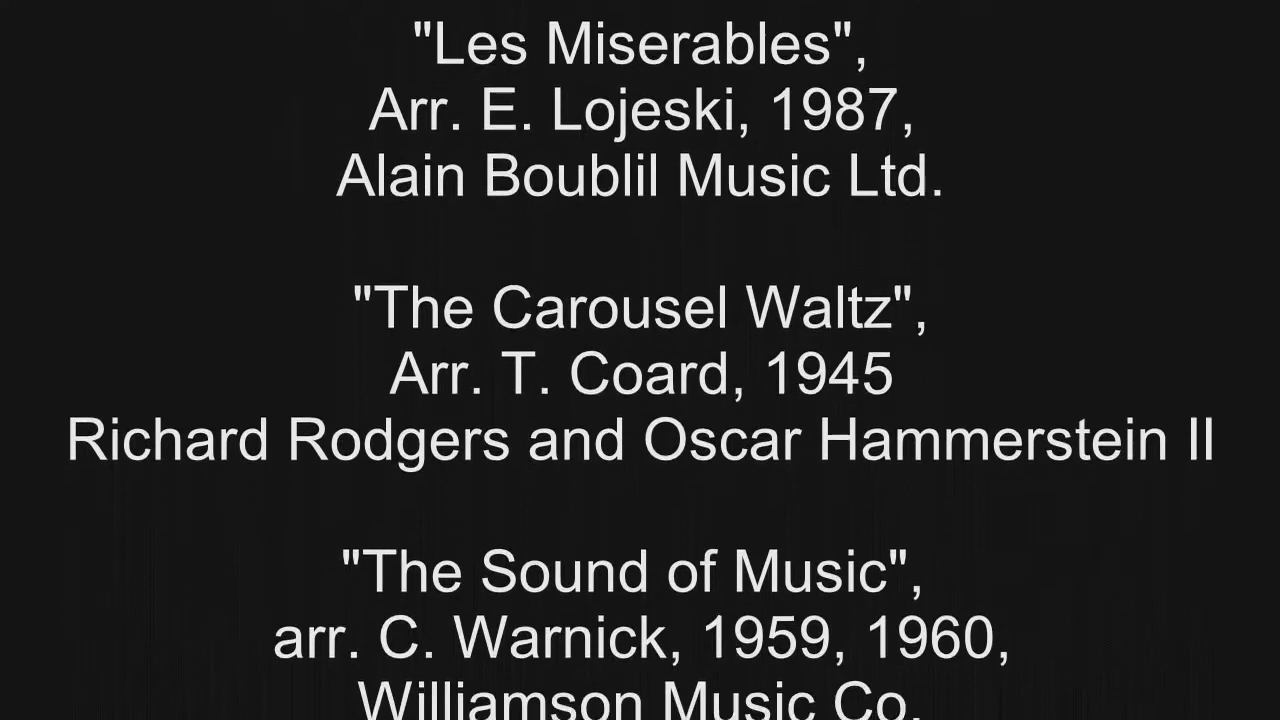 "Les Miserables",
Arr. E. Lojeski, 1987,
Alain Boublil Music Ltd.
"The Carousel Waltz",
Arr. T. Coard, 1945
Richard Rodgers and Oscar Hammerstein II
"The Sound of Music",
arr. C. Warnick, 1959, 1960,
Williamson Music Co.